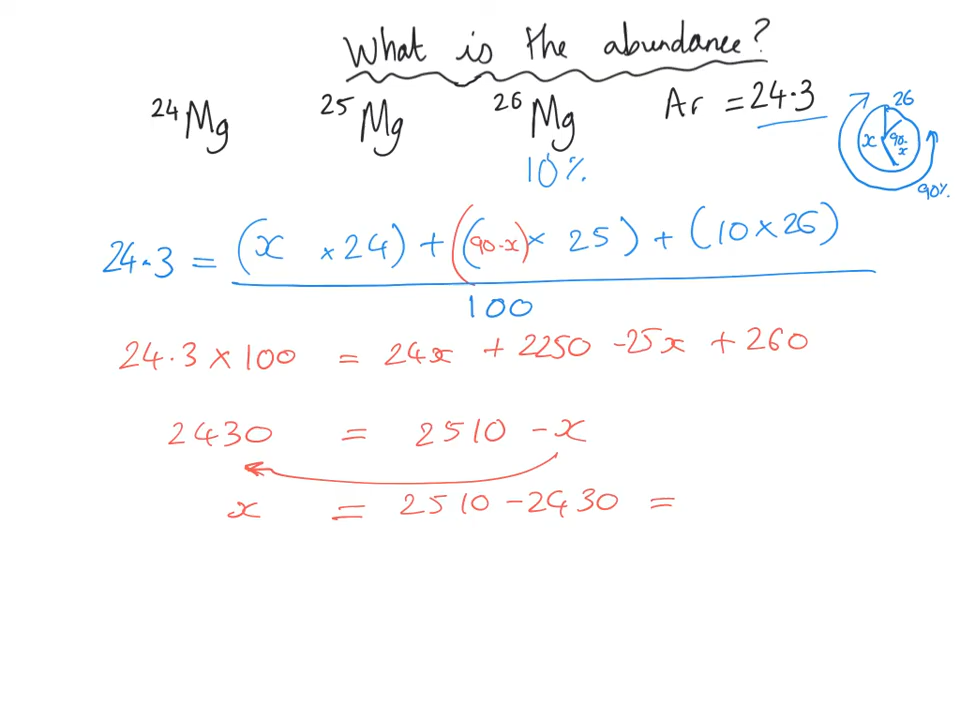 What is the abundance?
²⁴Mg ²⁵Mg ²⁶Mg Ar = 24.3
10%
26
x 90-x
90%
24.3 = (x × 24) + ((90-x) × 25) + (10 × 26)
100
24.3 × 100 = 24x + 2250 - 25x + 260
2430 = 2510 - x
x = 2510 - 2430 =